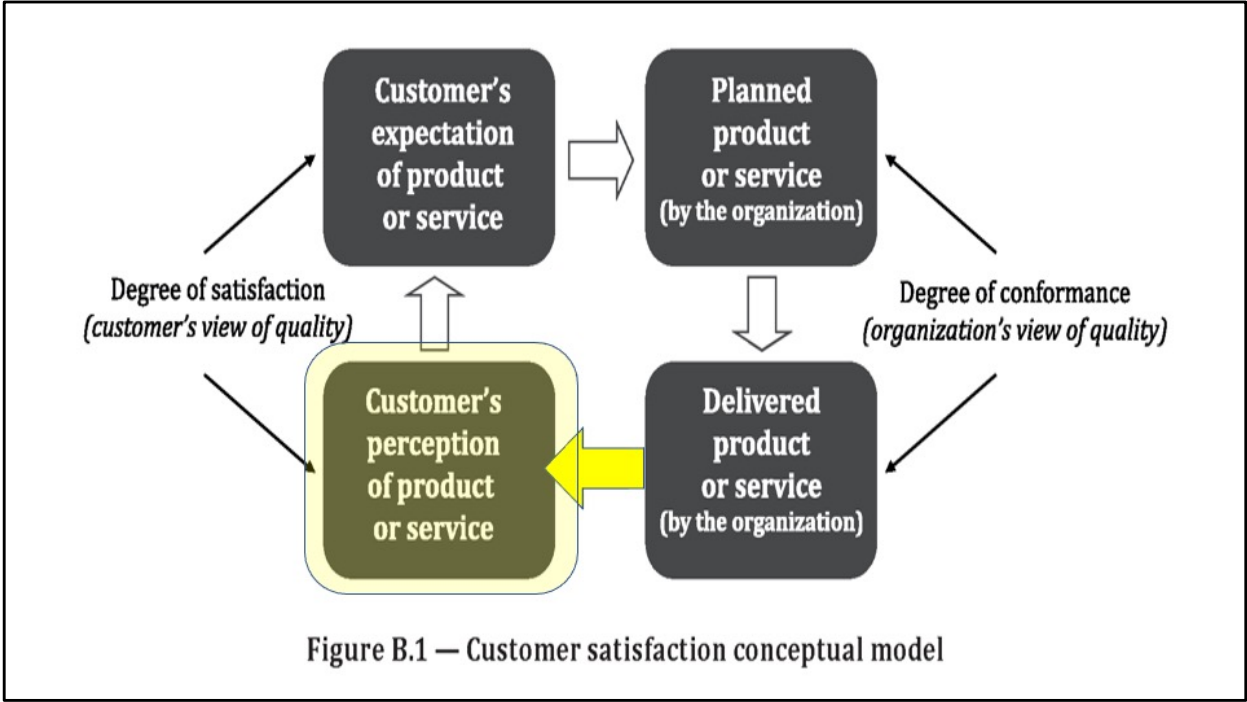 Customer's
expectation
of product
or service
Planned
product
or service
(by the organization)
Degree of satisfaction
(customer's view of quality)
Degree of conformance
(organization's view of quality)
Customer's
perception
of product
or service
Delivered
product
or service
(by the organization)
Figure B.1 — Customer satisfaction conceptual model